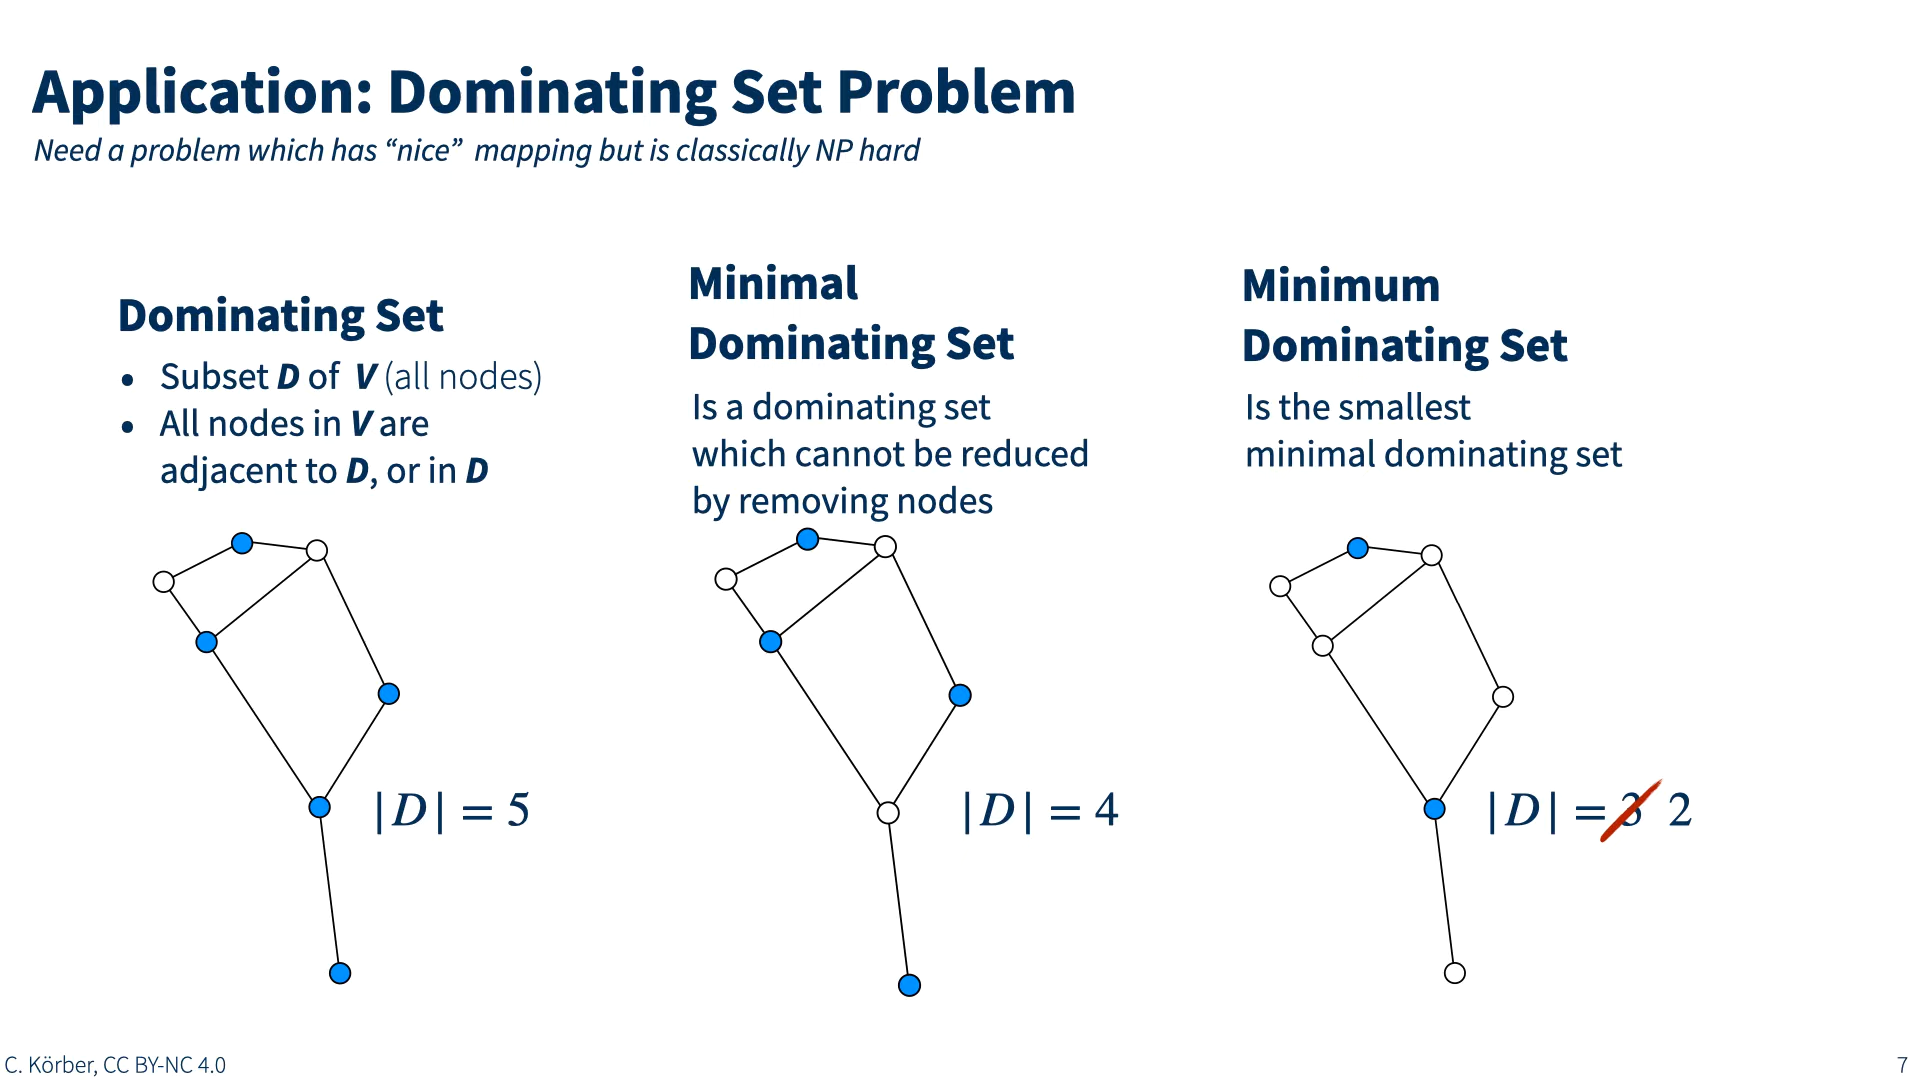 Application: Dominating Set Problem
Need a problem which has “nice” mapping but is classically NP hard
Dominating Set
• Subset D of V (all nodes)
• All nodes in V are
adjacent to D, or in D
|D| = 5
Minimal
Dominating Set
Is a dominating set
which cannot be reduced
by removing nodes
|D| = 4
Minimum
Dominating Set
Is the smallest
minimal dominating set
|D| = 3 2
C. Körber, CC BY-NC 4.0
7